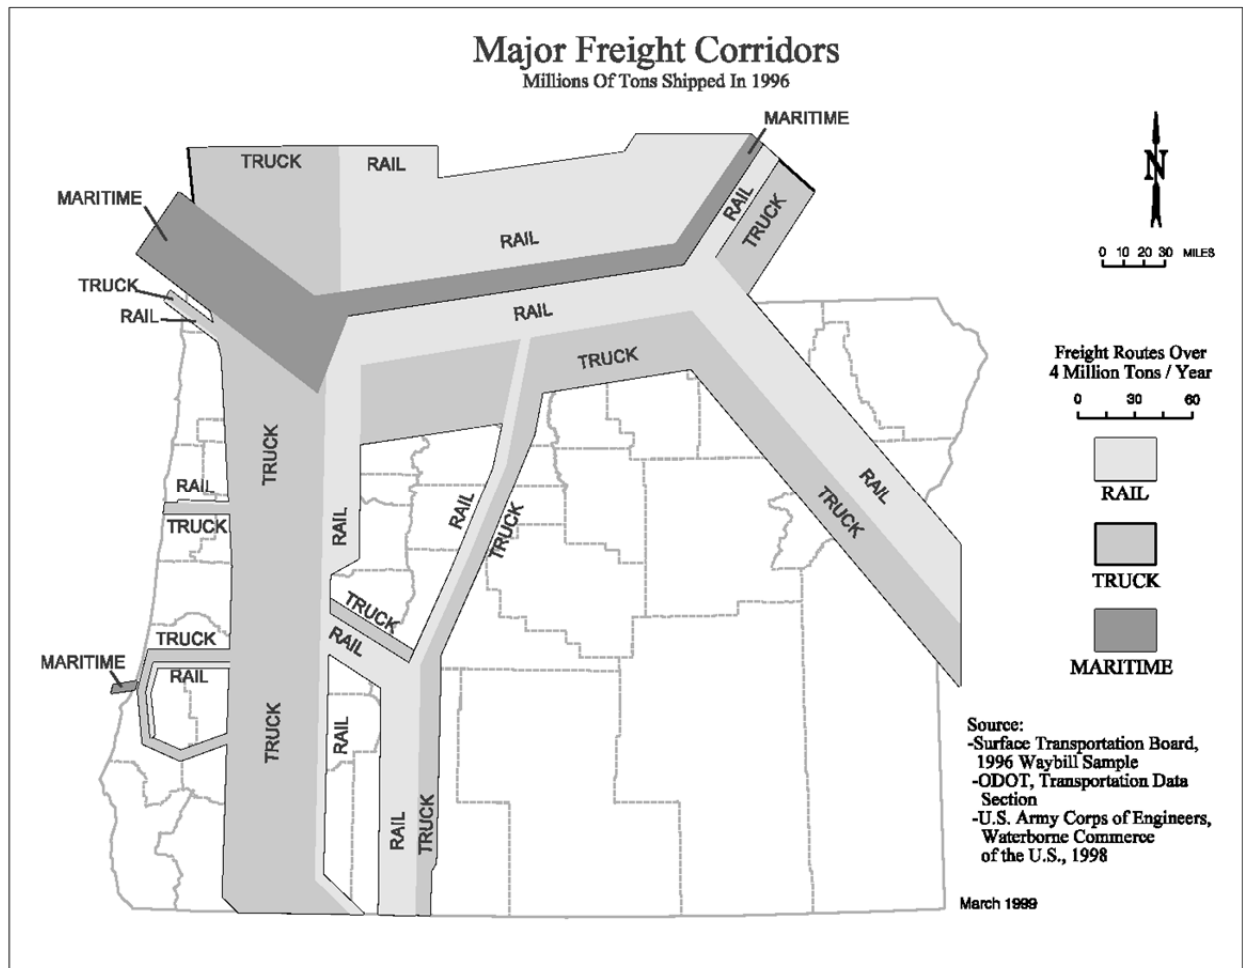 Major Freight Corridors
Millions Of Tons Shipped In 1996
MARITIME
TRUCK
RAIL
MARITIME
N
RAIL
TRUCK
RAIL
0 10 20 30 MILES
TRUCK
RAIL
RAIL
TRUCK
Freight Routes Over
4 Million Tons / Year
0 30 60
TRUCK
RAIL
RAIL
TRUCK
RAIL
RAIL
TRUCK
RAIL
TRUCK
RAIL
TRUCK
TRUCK
TRUCK
RAIL
MARITIME
RAIL
MARITIME
TRUCK
RAIL
RAIL
TRUCK
Source:
-Surface Transportation Board,
1996 Waybill Sample
-ODOT, Transportation Data
Section
-U.S. Army Corps of Engineers,
Waterborne Commerce
of the U.S., 1998
March 1999